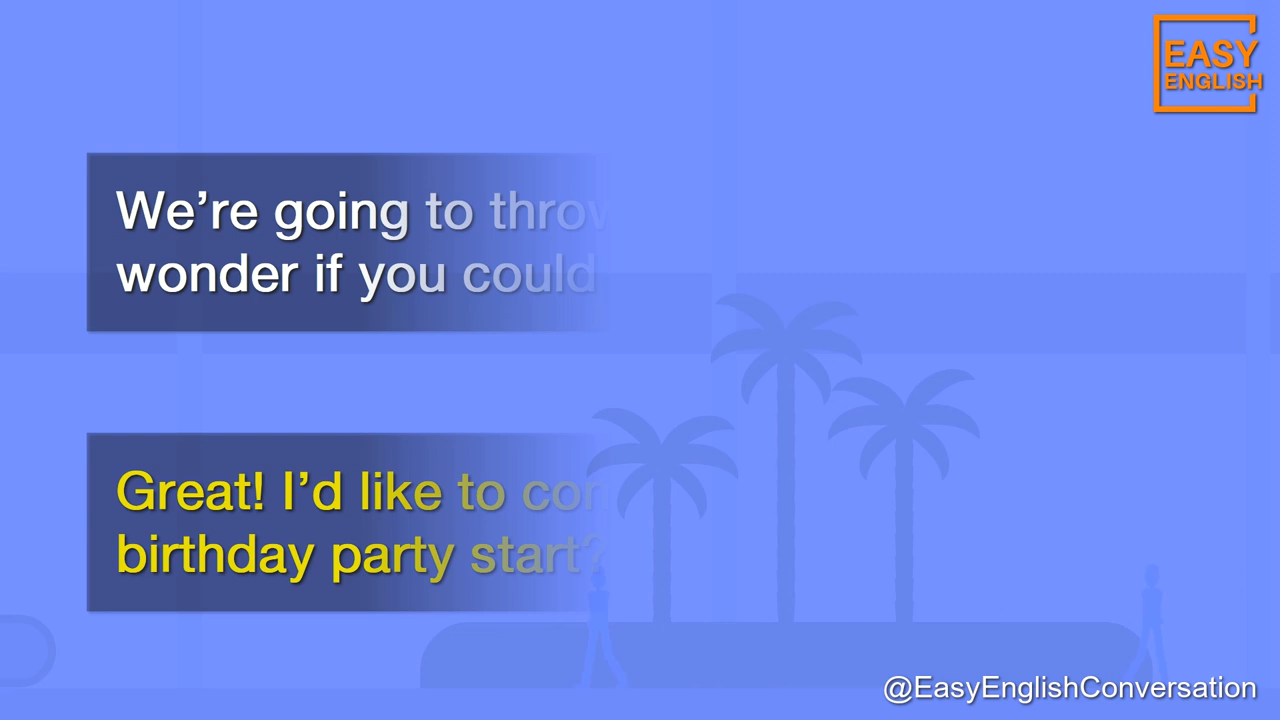 EASY
ENGLISH
We’re going to
wonder if you could
Great! I’d like to
birthday party start?
@EasyEnglishConversation